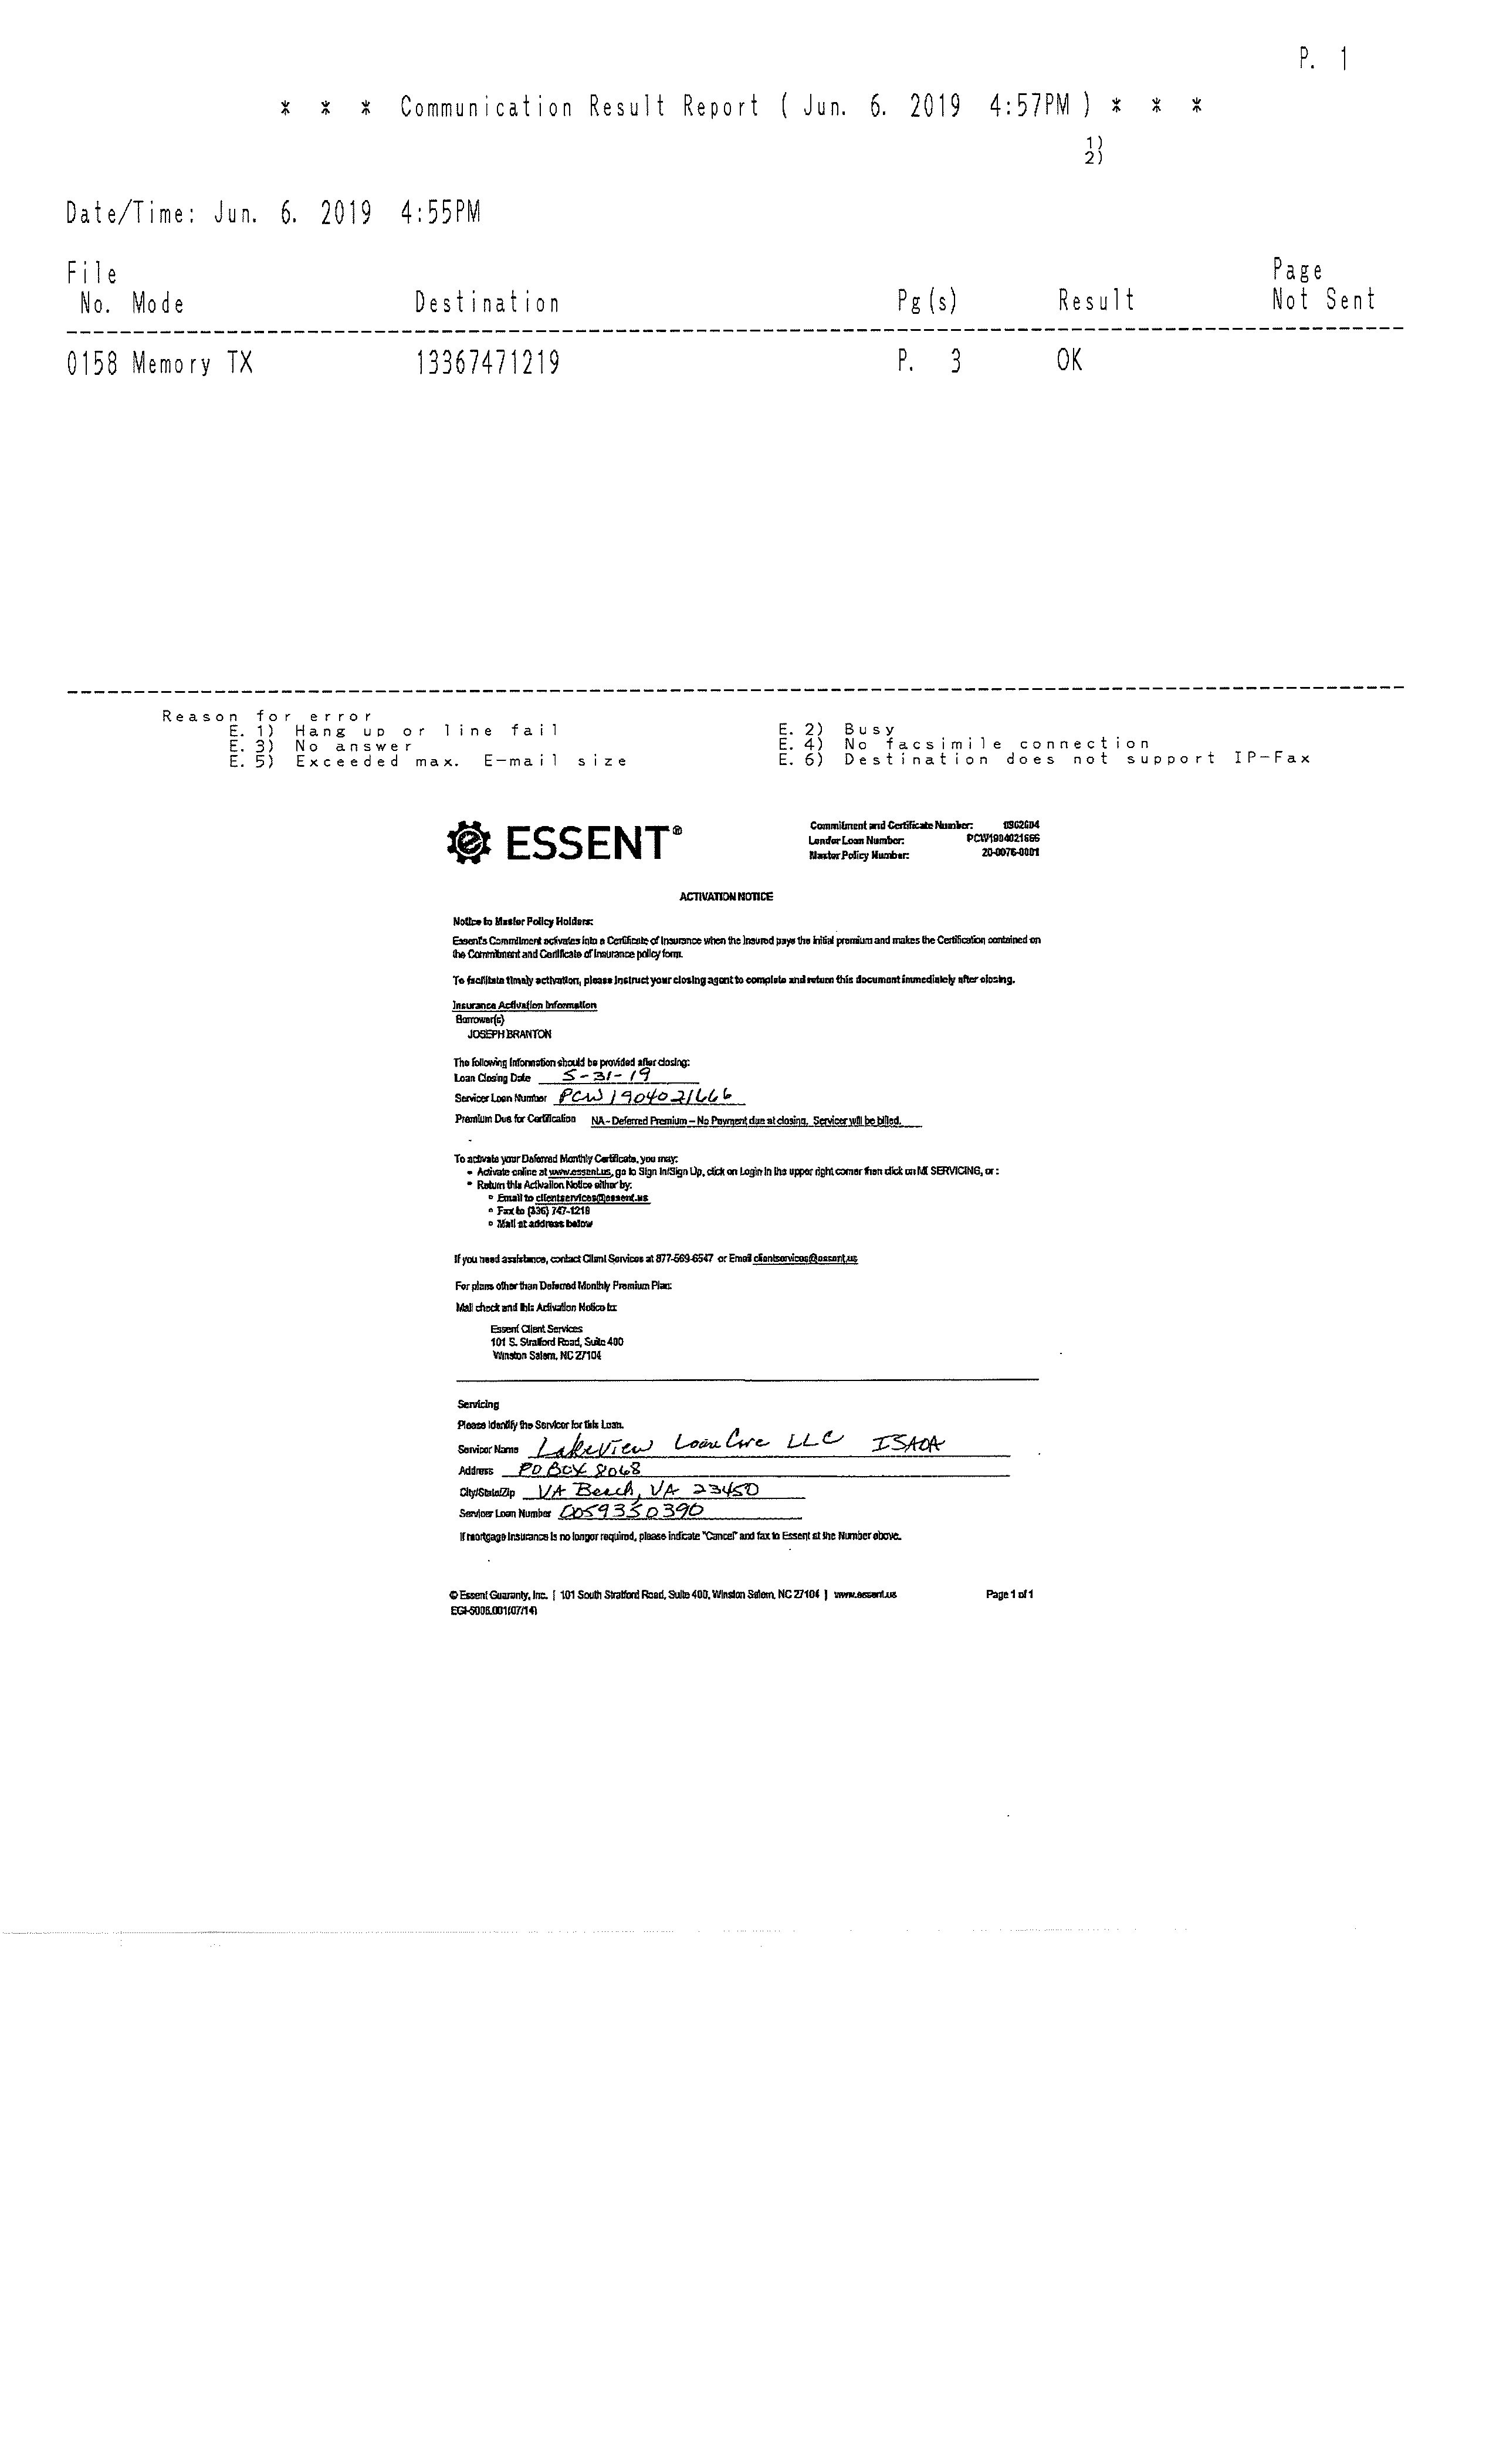 P. 1
* * * Communication Result Report ( Jun. 6. 2019 4:57PM ) * * *
1)
2)
Date/Time: Jun. 6. 2019 4:55PM
File Page
No. Mode Destination Pg(s) Result Not Sent
0158 Memory TX 13367471219 P. 3 OK
Reason for error
E. 1) Hang up or line fail E. 2) Busy
E. 3) No answer E. 4) No facsimile connection
E. 5) Exceeded max. E-mail size E. 6) Destination does not support IP-Fax
ESSENT®
Commitment and Certificate Number:
Lender Loan Number: PCW1904021666
Master Policy Number: 20-0076-0001
ACTIVATION NOTICE
Notice to Master Policy Holders:
Essent's Commitment activates into a Certificate of Insurance when the Insured pays the initial premium and makes the Certification contained on
the Commitment and Certificate of Insurance policy form.
To facilitate timely activation, please instruct your closing agent to complete and return this document immediately after closing.
Insurance Activation Information
Borrower(s)
JOSEPH BRANTON
The following information should be provided after closing:
Loan Closing Date 5-31-19
Servicer Loan Number PCW1904021666
Premium Due for Certification NA - Deferred Premium – No Payment due at closing. Servicer will be billed.
To activate your Deferred Monthly Certificate, you may:
• Activate online at www.essent.us, go to Sign In/Sign Up, click on Login in the upper right corner then click on MI SERVICING, or :
• Return this Activation Notice either by:
o Email to clientservices@essent.us
o Fax to (336) 747-1219
o Mail at address below
If you need assistance, contact Client Services at 877-569-6547 or Email clientservices@essent.us
For plans other than Deferred Monthly Premium Plan:
Mail check and this Activation Notice to:
Essent Client Services
101 S. Stratford Road, Suite 400
Winston Salem, NC 27104
Servicing
Please identify the Servicer for this Loan.
Servicer Name Lakeview LoanCare LLC ISAOA
Address PO BOX 8068
City/State/Zip VA Beach, VA 23450
Servicer Loan Number 0059350390
If mortgage insurance is no longer required, please indicate "Cancel" and fax to Essent at the Number above.
© Essent Guaranty, Inc. | 101 South Stratford Road, Suite 400, Winston Salem, NC 27104 | www.essent.us Page 1 of 1
EGI-5006.001(07/14)